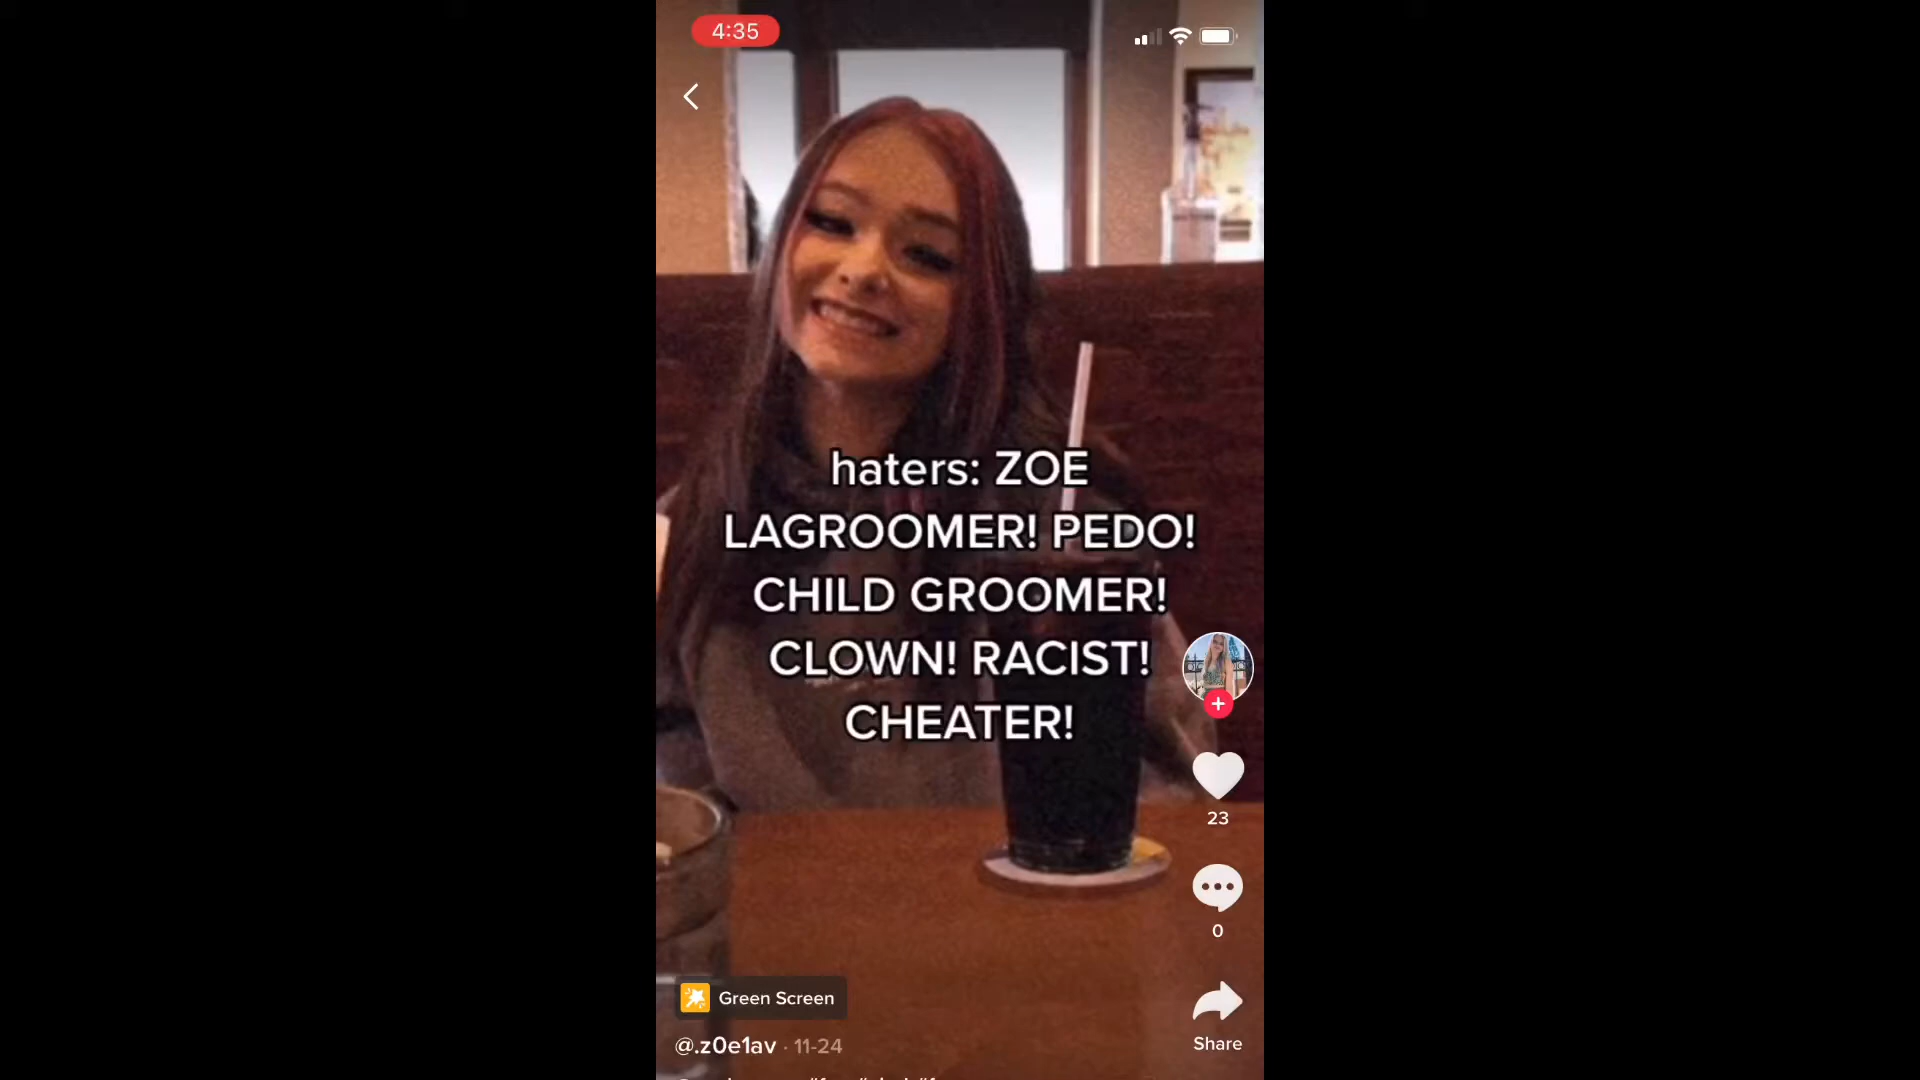 4:35
haters: ZOE
LAGROOMER! PEDO!
CHILD GROOMER!
CLOWN! RACIST!
CHEATER!
23
0
Green Screen
@.z0e1av · 11-24
Share